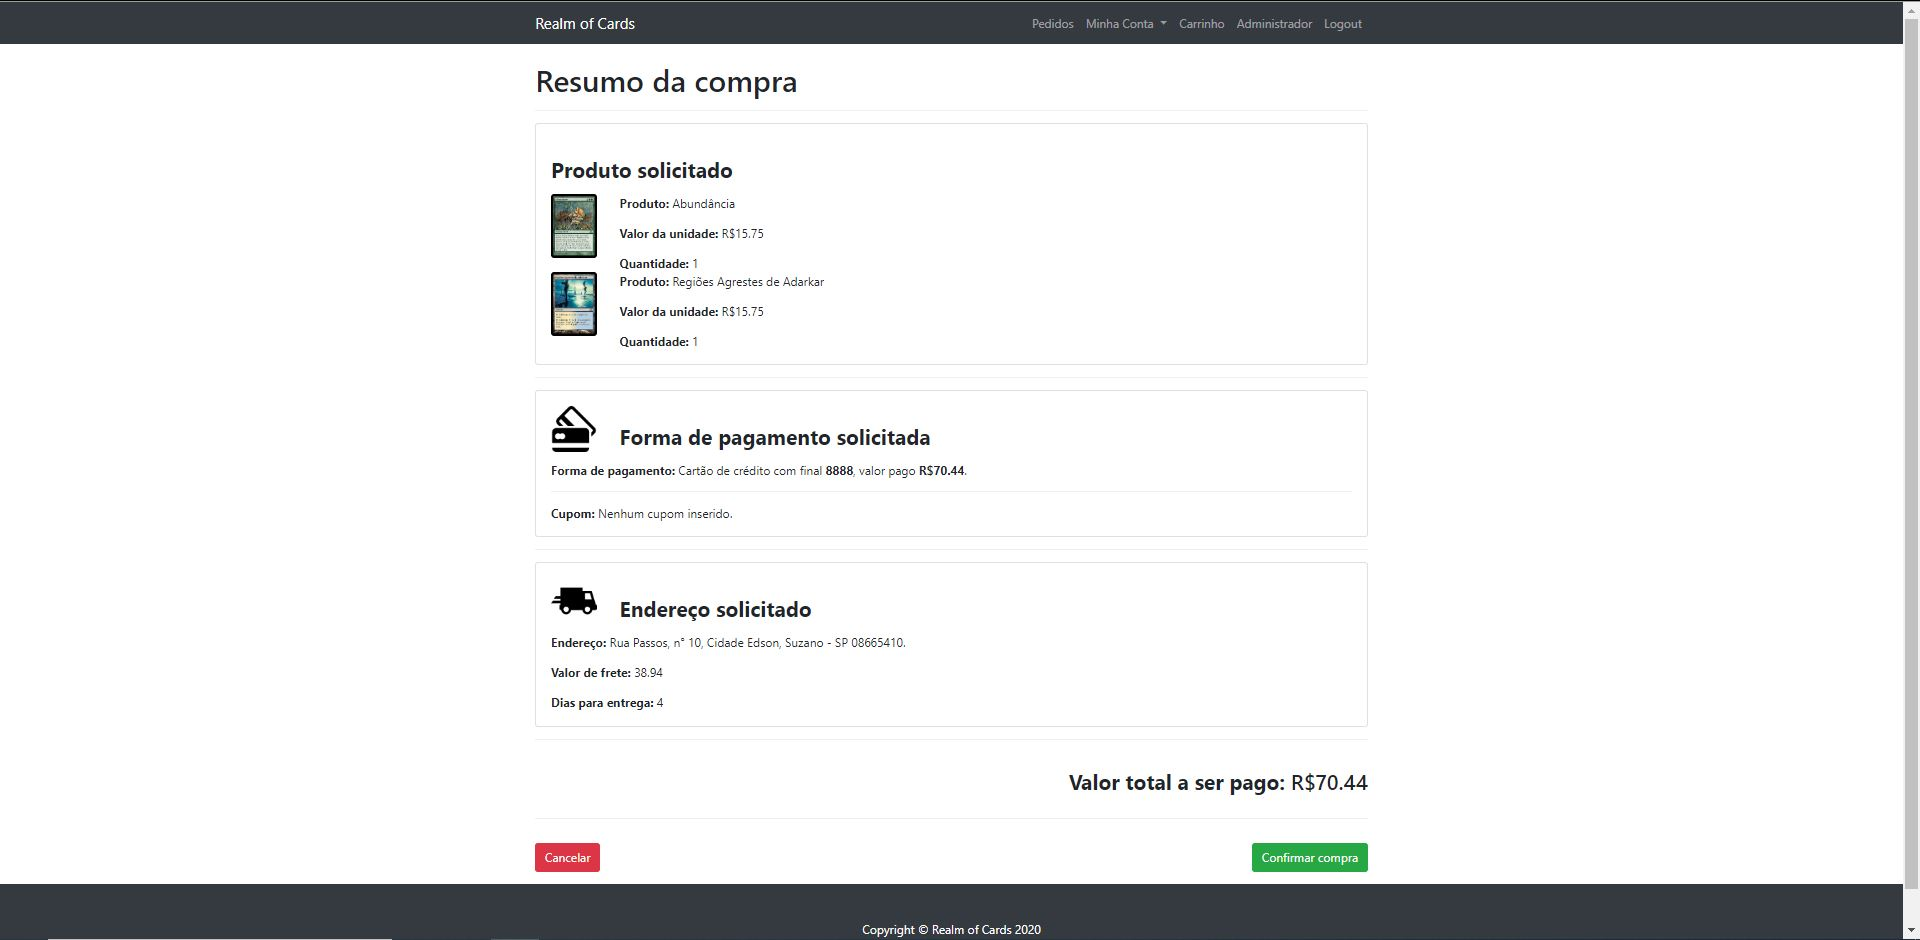 Realm of Cards Pedidos Minha Conta Carrinho Administrador Logout
Resumo da compra
Produto solicitado
Produto: Abundância
Valor da unidade: R$15.75
Quantidade: 1
Produto: Regiões Agrestes de Adarkar
Valor da unidade: R$15.75
Quantidade: 1
Forma de pagamento solicitada
Forma de pagamento: Cartão de crédito com final 8888, valor pago R$70.44.
Cupom: Nenhum cupom inserido.
Endereço solicitado
Endereço: Rua Passos, n° 10, Cidade Edson, Suzano - SP 08665410.
Valor de frete: 38.94
Dias para entrega: 4
Valor total a ser pago: R$70.44
Cancelar Confirmar compra
Copyright © Realm of Cards 2020